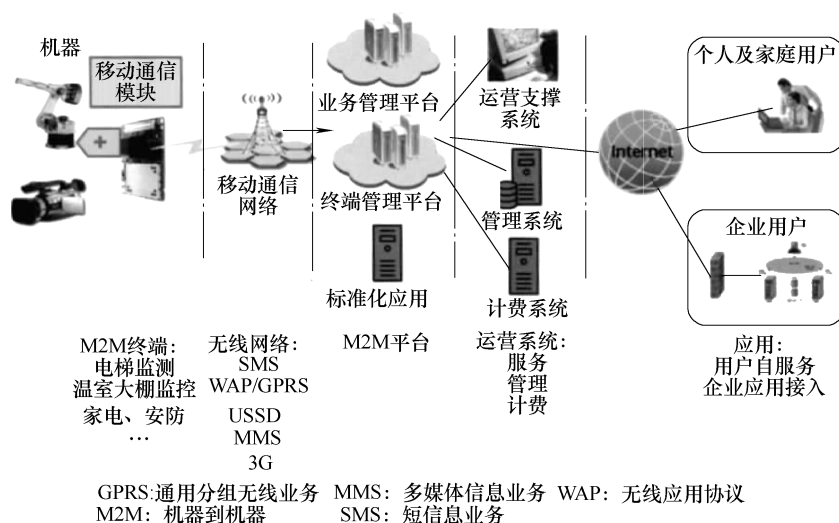 机器
移动通信
模块
移动通信
网络
业务管理平台
终端管理平台
标准化应用
运营支撑
系统
管理系统
计费系统
Internet
个人及家庭用户
企业用户
M2M终端：
电梯监测
温室大棚监控
家电、安防
…
无线网络：
SMS
WAP/GPRS
USSD
MMS
3G
M2M平台
运营系统：
服务
管理
计费
应用：
用户自服务
企业应用接入
GPRS:通用分组无线业务 MMS：多媒体信息业务 WAP：无线应用协议
M2M：机器到机器 SMS：短信息业务